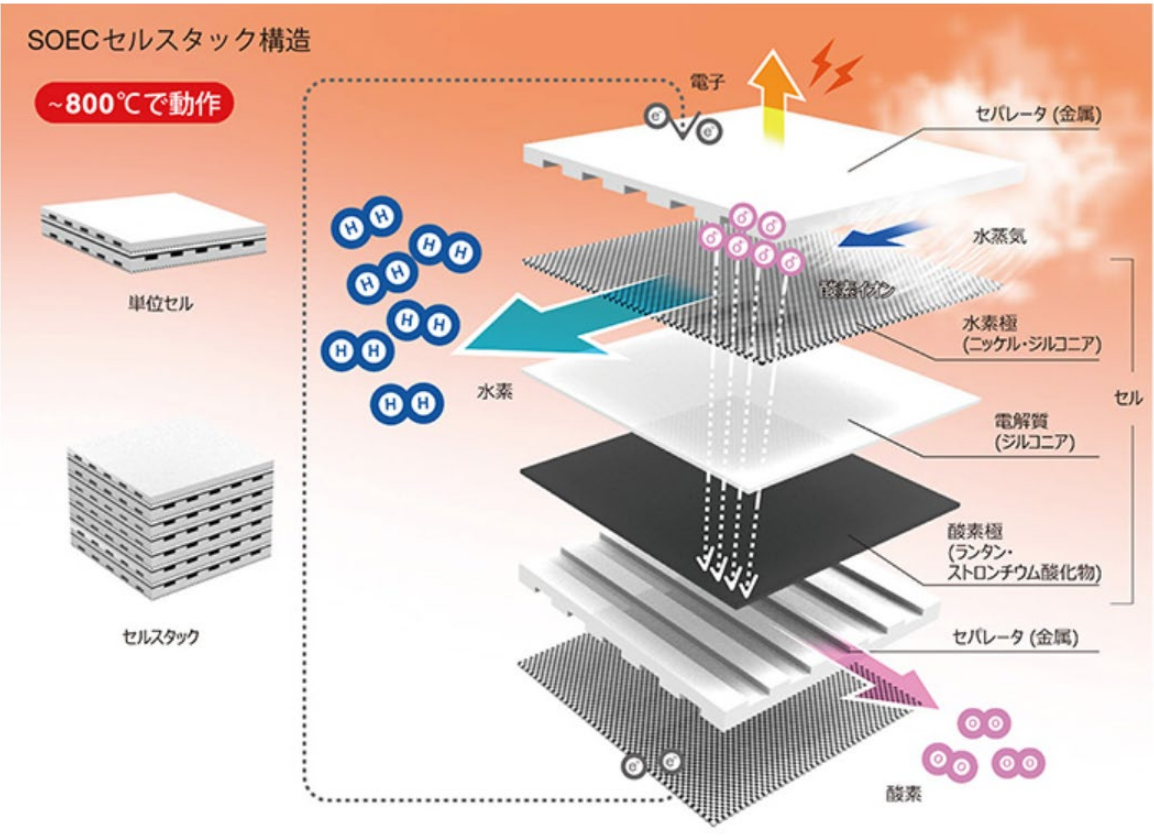 SOECセルスタック構造
~800℃で動作
電子
e⁻
e⁻
セパレータ (金属)
水蒸気
酸素イオン
水素極
(ニッケル・ジルコニア)
セル
電解質
(ジルコニア)
酸素極
(ランタン・
ストロンチウム酸化物)
セパレータ (金属)
単位セル
セルスタック
H H
H H
H H
H H
H H
H H
水素
e⁻
e⁻
O O
O O
O O
酸素